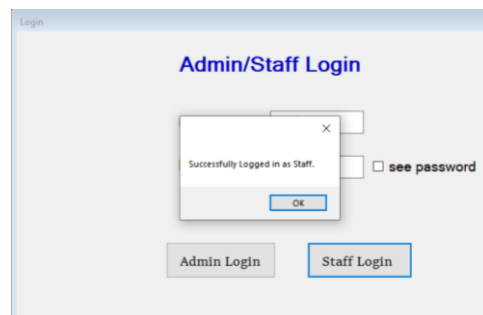 Login
Admin/Staff Login
Successfully Logged in as Staff.
see password
OK
Admin Login
Staff Login